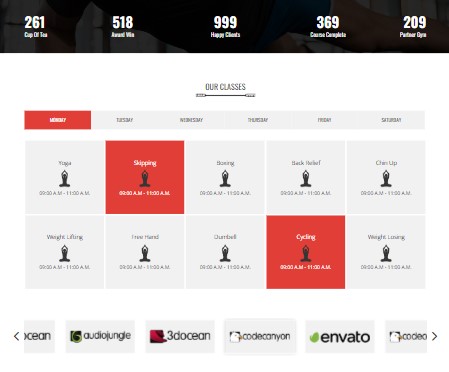 261 518 999 369 209
Cup Of Tea Award Win Happy Clients Course Complete Partner Gym
OUR CLASSES
MONDAY TUESDAY WEDNESDAY THURSDAY FRIDAY SATURDAY
Yoga Skipping Boxing Back Relief Chin Up
09:00 A.M - 11:00 A.M. 09:00 A.M - 11:00 A.M. 09:00 A.M - 11:00 A.M. 09:00 A.M - 11:00 A.M. 09:00 A.M - 11:00 A.M.
Weight Lifting Free Hand Dumball Cycling Weight Losing
09:00 A.M - 11:00 A.M. 09:00 A.M - 11:00 A.M. 09:00 A.M - 11:00 A.M. 09:00 A.M - 11:00 A.M. 09:00 A.M - 11:00 A.M.
ocean audiojungle 3docean codecanyon envato codeo